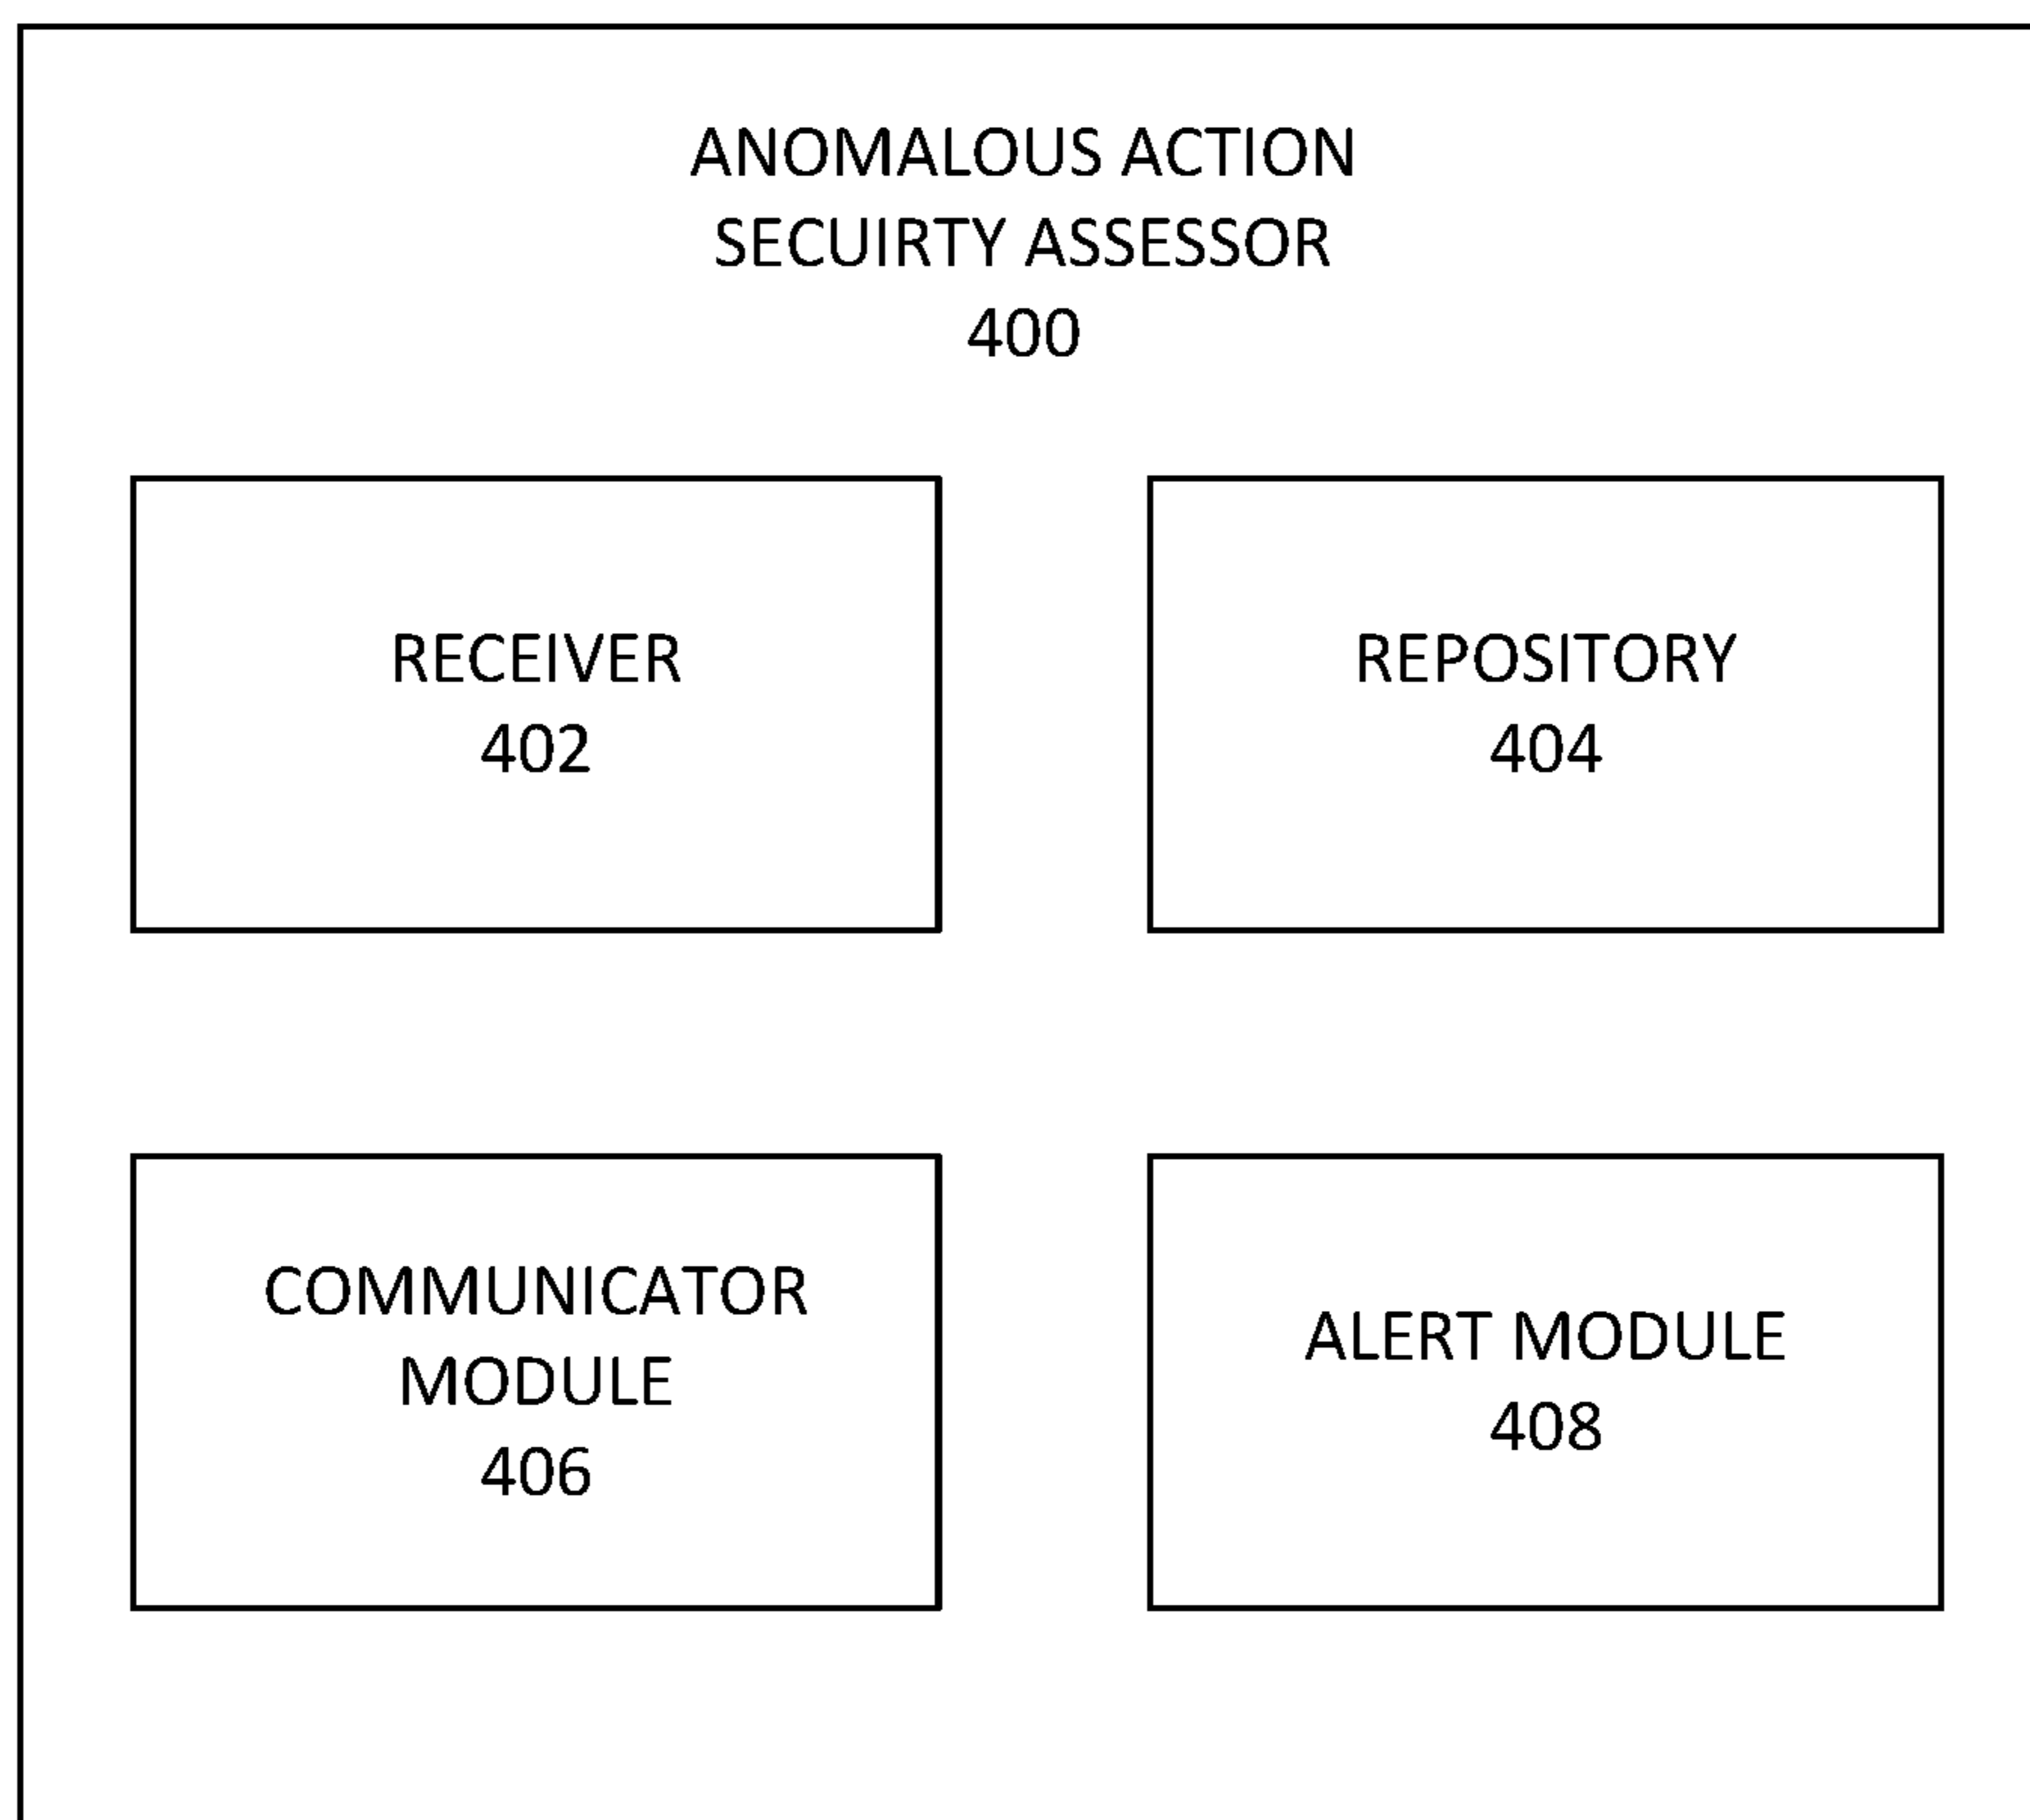 ANOMALOUS ACTION
SECUIRTY ASSESSOR
400
RECEIVER
402
REPOSITORY
404
COMMUNICATOR
MODULE
406
ALERT MODULE
408